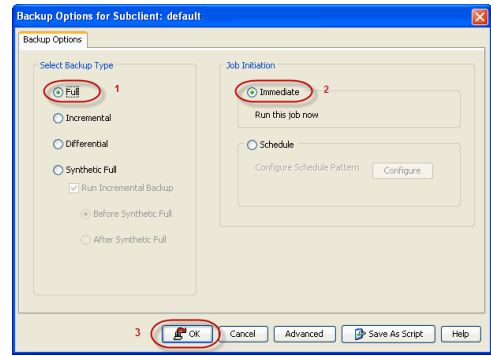 Backup Options for Subclient: default
Backup Options
Select Backup Type
Full
1
Incremental
Differential
Synthetic Full
Run Incremental Backup
Before Synthetic Full
After Synthetic Full
Job Initiation
Immediate
2
Run this job now
Schedule
Configure Schedule Pattern
Configure
3
OK
Cancel
Advanced
Save As Script
Help